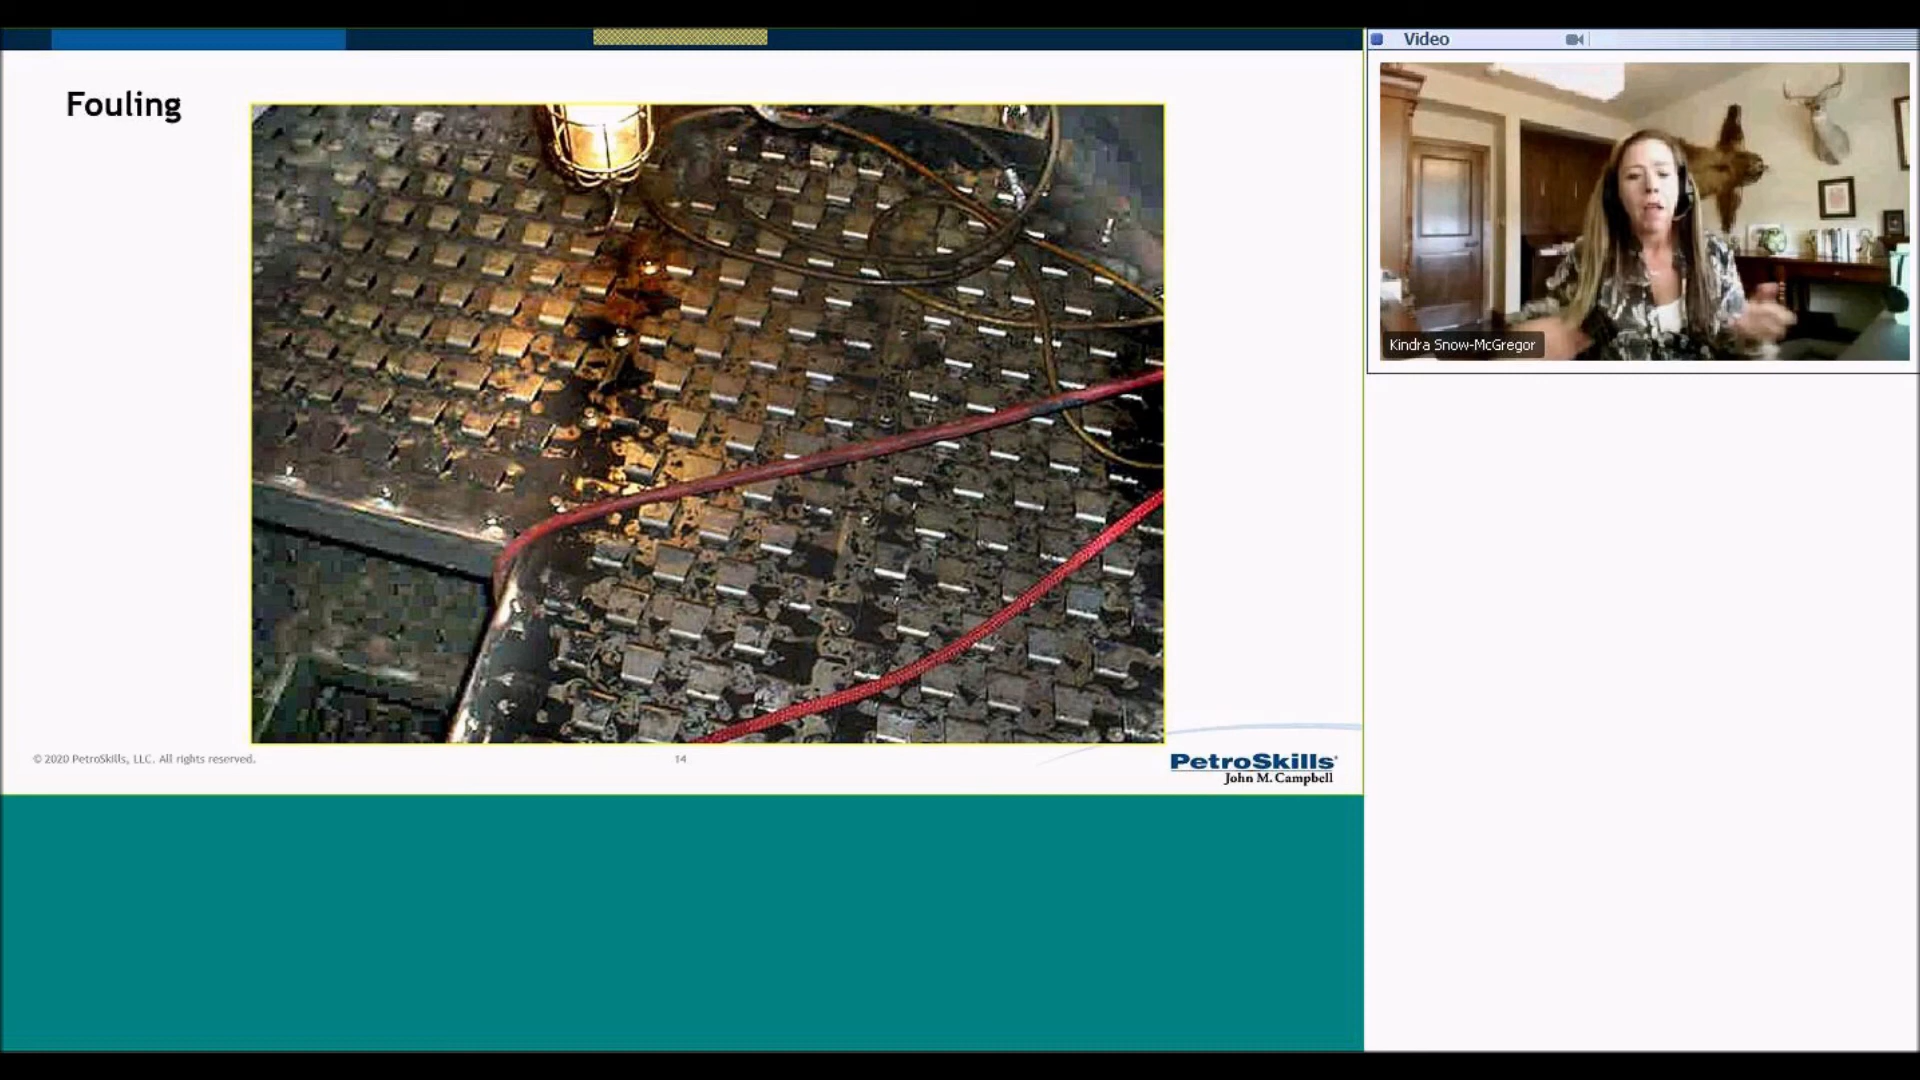 Fouling
© 2020 PetroSkills, LLC. All rights reserved.
14
PetroSkills
John M. Campbell
Video
Kindra Snow-McGregor